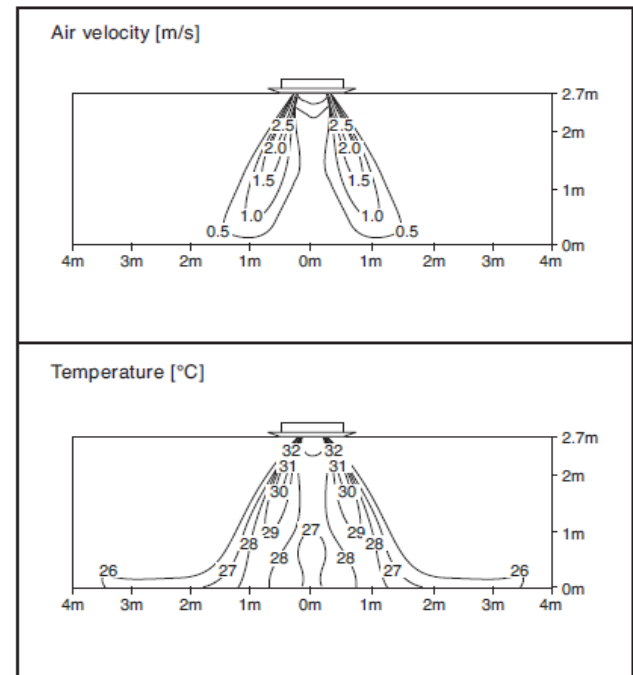 Air velocity [m/s]
2.7m
2.5 2.5
2m
2.0 2.0
1.5 1.5
1m
1.0 1.0
0.5 0.5
0m
4m 3m 2m 1m 0m 1m 2m 3m 4m
Temperature [°C]
2.7m
32 32
31 31
2m
30 30
29 27 29
1m
28 28
28 28
26 27 27 26
0m
4m 3m 2m 1m 0m 1m 2m 3m 4m